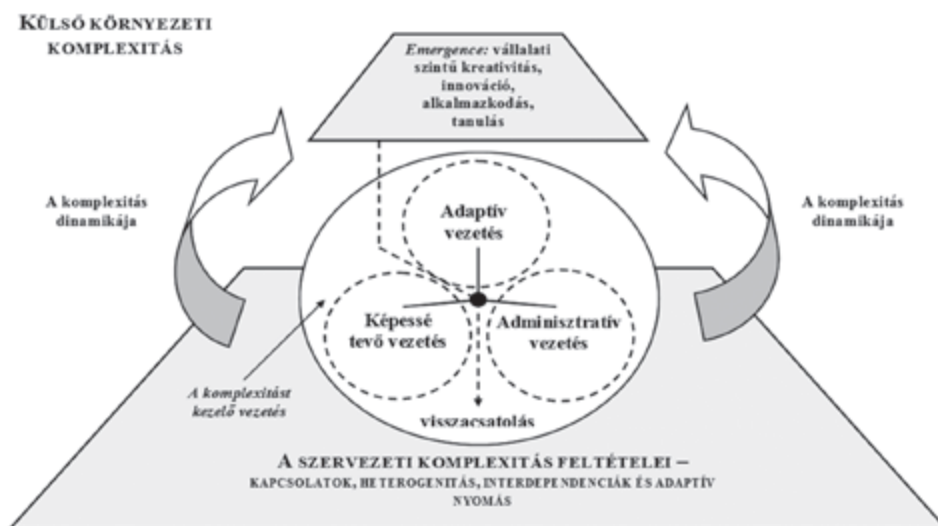 KÜLSŐ KÖRNYEZETI
KOMPLEXITÁS
Emergence: vállalati
szintű kreativitás,
innováció,
alkalmazkodás,
tanulás
A komplexitás
dinamikája
A komplexitás
dinamikája
Adaptív
vezetés
Képessé
tevő vezetés
Adminisztratív
vezetés
A komplexitást
kezelő vezetés
visszacsatolás
A SZERVEZETI KOMPLEXITÁS FELTÉTELEI –
KAPCSOLATOK, HETEROGENITÁS, INTERDEPENDENCIÁK ÉS ADAPTÍV
NYOMÁS